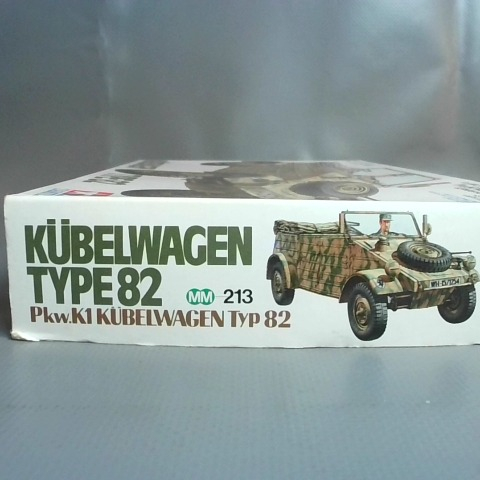 KÜBELWAGEN
TYPE 82
MM 213
Pkw.K1 KÜBELWAGEN Typ 82